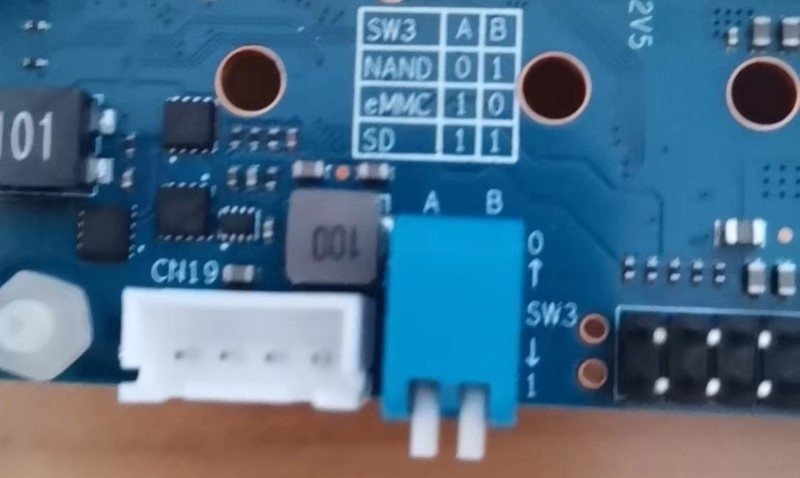 2V5
SW3 A B
NAND 0 1
eMMC 1 0
SD 1 1
101
A B
100
0
CN19
↑
SW3
↓
1